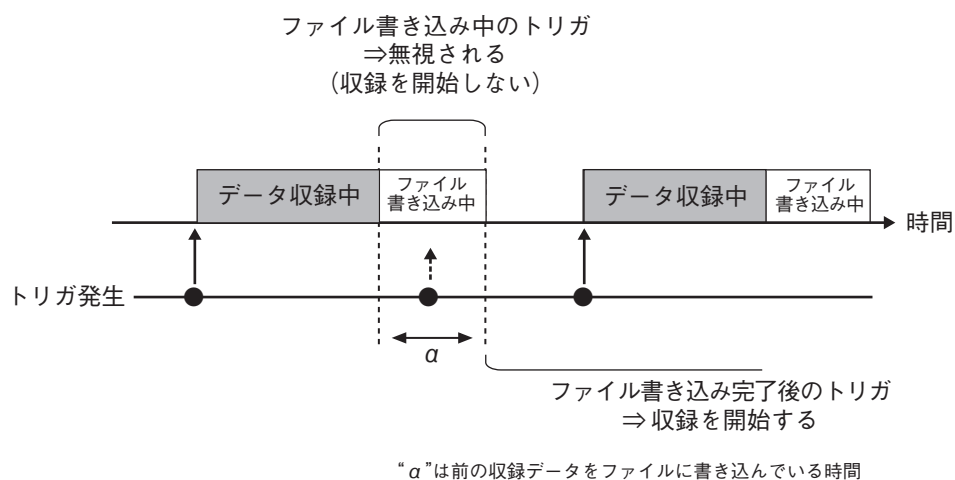 ファイル書き込み中のトリガ
⇒無視される
(収録を開始しない)
データ収録中
ファイル
書き込み中
データ収録中
ファイル
書き込み中
時間
トリガ発生
α
ファイル書き込み完了後のトリガ
⇒収録を開始する
“α”は前の収録データをファイルに書き込んでいる時間